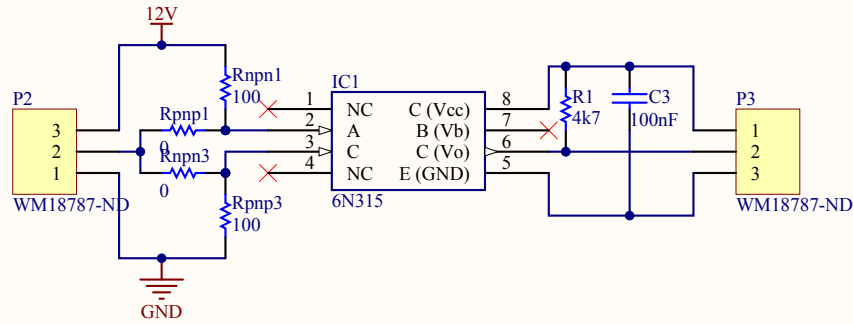 12V
P2
3
2
1
WM18787-ND
Rnpn1
100
Rpnp1
0
Rnpn3
0
Rpnp3
100
GND
IC1
1
2
3
4
NC
A
C
NC
C (Vcc)
B (Vb)
C (Vo)
E (GND)
8
7
6
5
6N315
R1
4k7
C3
100nF
P3
1
2
3
WM18787-ND